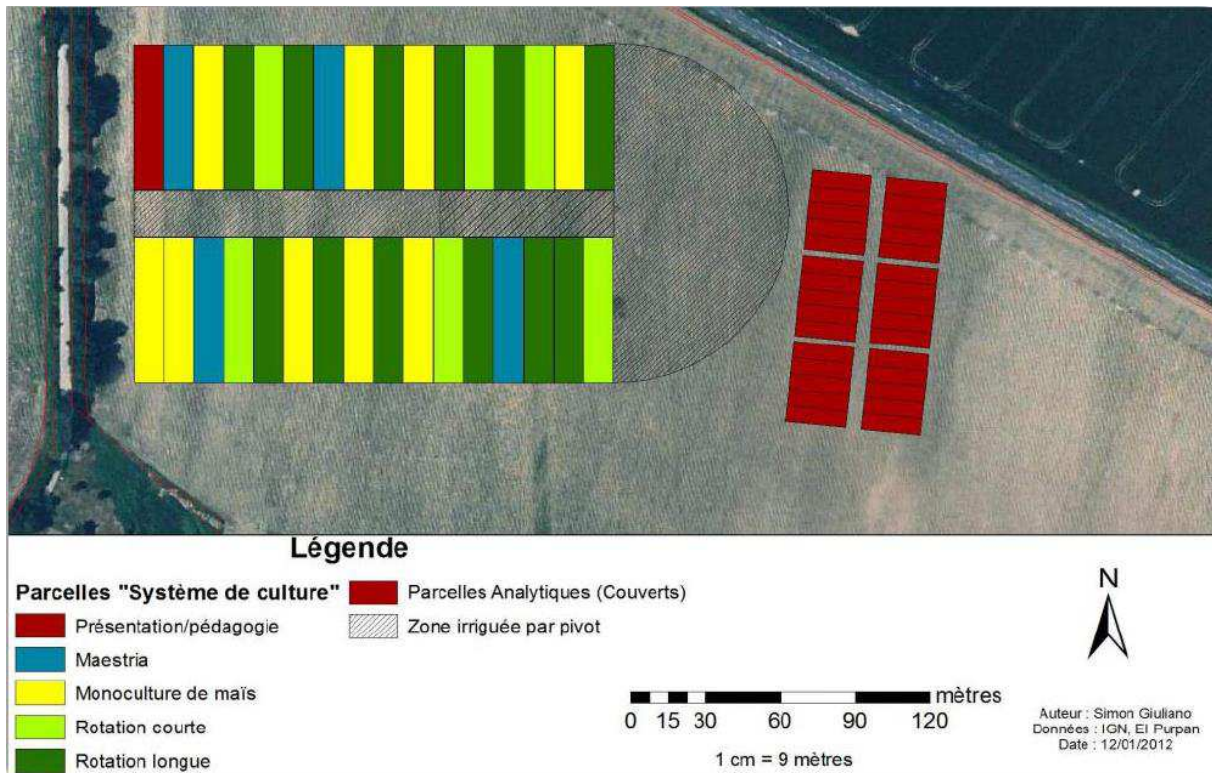 Légende
Parcelles "Système de culture"
Présentation/pédagogie
Maestria
Monoculture de maïs
Rotation courte
Rotation longue
Parcelles Analytiques (Couverts)
Zone irriguée par pivot
mètres
0 15 30 60 90 120
1 cm = 9 mètres
N
Auteur : Simon Giuliano
Données : IGN, EI Purpan
Date : 12/01/2012